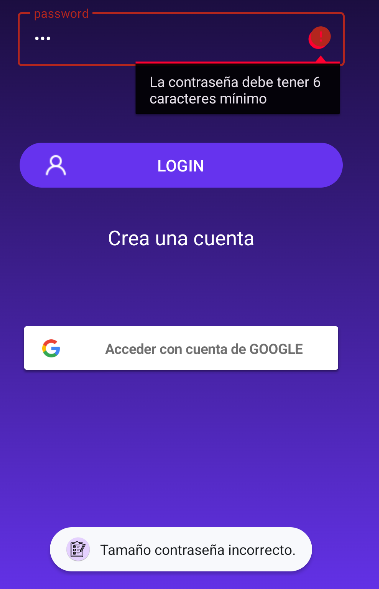 password
•••
La contraseña debe tener 6
caracteres mínimo
LOGIN
Crea una cuenta
Acceder con cuenta de GOOGLE
Tamaño contraseña incorrecto.